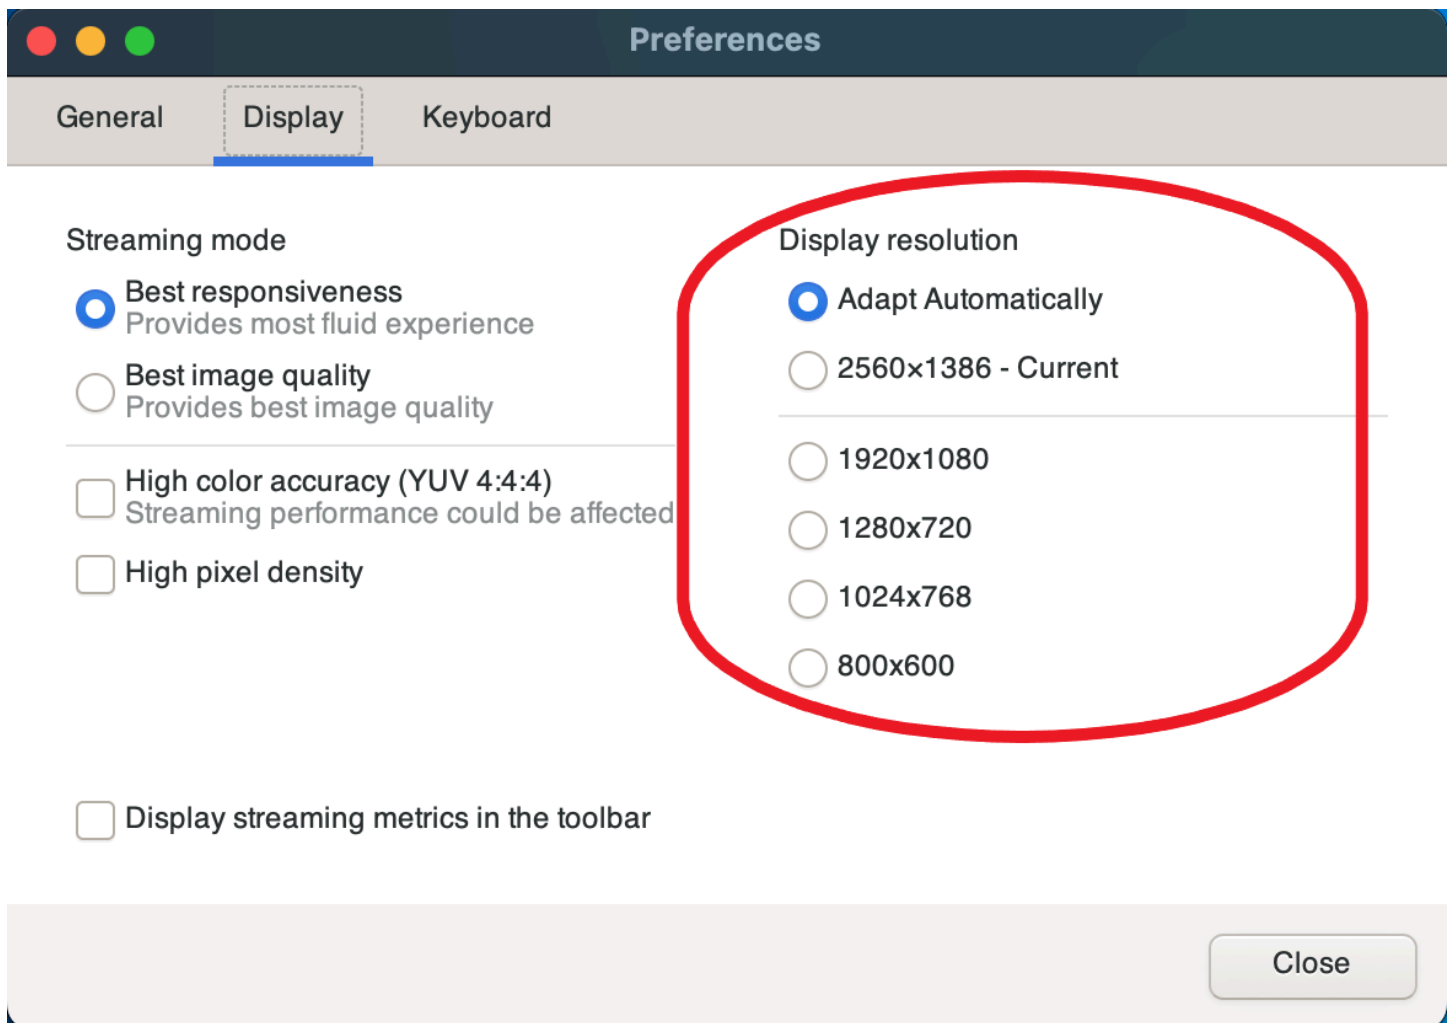 Preferences
General
Display
Keyboard
Streaming mode
Best responsiveness
Provides most fluid experience
Best image quality
Provides best image quality
High color accuracy (YUV 4:4:4)
Streaming performance could be affected
High pixel density
Display resolution
Adapt Automatically
2560×1386 - Current
1920x1080
1280x720
1024x768
800x600
Display streaming metrics in the toolbar
Close